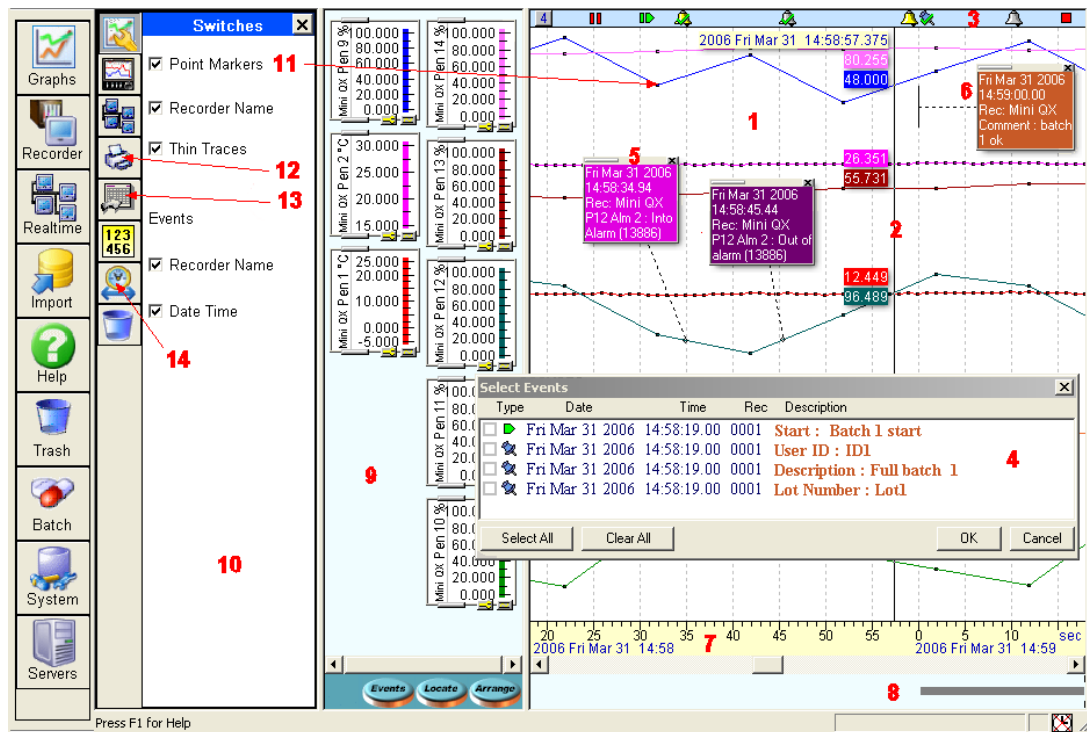 Graphs
Recorder
Realtime
Import
Help
Trash
Batch
System
Servers
Switches
Point Markers
Recorder Name
Thin Traces
Events
Recorder Name
Date Time
123
456
11
12
13
14
10
Mini QX Pen 9 %
100.000
80.000
60.000
40.000
20.000
0.000
Mini QX Pen 14 %
100.000
80.000
60.000
40.000
20.000
0.000
Mini QX Pen 2 °C
30.000
25.000
20.000
15.000
Mini QX Pen 13 %
100.000
80.000
60.000
40.000
20.000
0.000
Mini QX Pen 1 °C
25.000
20.000
10.000
0.000
-5.000
Mini QX Pen 12 %
100.000
80.000
60.000
40.000
20.000
0.000
Mini QX Pen 11 %
Mini QX Pen 10 %
20.000
0.000
9
Events
Locate
Arrange
4
3
2006 Fri Mar 31 14:58:57.375
80.255
48.000
26.351
55.731
12.449
96.489
1
2
5
Fri Mar 31 2006
14:58:34.94
Rec: Mini QX
P12 Alm 2 : Into
Alarm (13886)
Fri Mar 31 2006
14:58:45.44
Rec: Mini QX
P12 Alm 2 : Out of
alarm (13886)
6
Fri Mar 31 2006
14:59:00.00
Rec: Mini QX
Comment : batch
1 ok
Select Events
Type Date Time Rec Description
Fri Mar 31 2006 14:58:19.00 0001 Start : Batch 1 start
Fri Mar 31 2006 14:58:19.00 0001 User ID : ID1
Fri Mar 31 2006 14:58:19.00 0001 Description : Full batch 1
Fri Mar 31 2006 14:58:19.00 0001 Lot Number : Lot1
4
Select All
Clear All
OK
Cancel
20 25 30 35 40 45 50 55 0 5 10 sec
2006 Fri Mar 31 14:58
7
2006 Fri Mar 31 14:59
8
Press F1 for Help